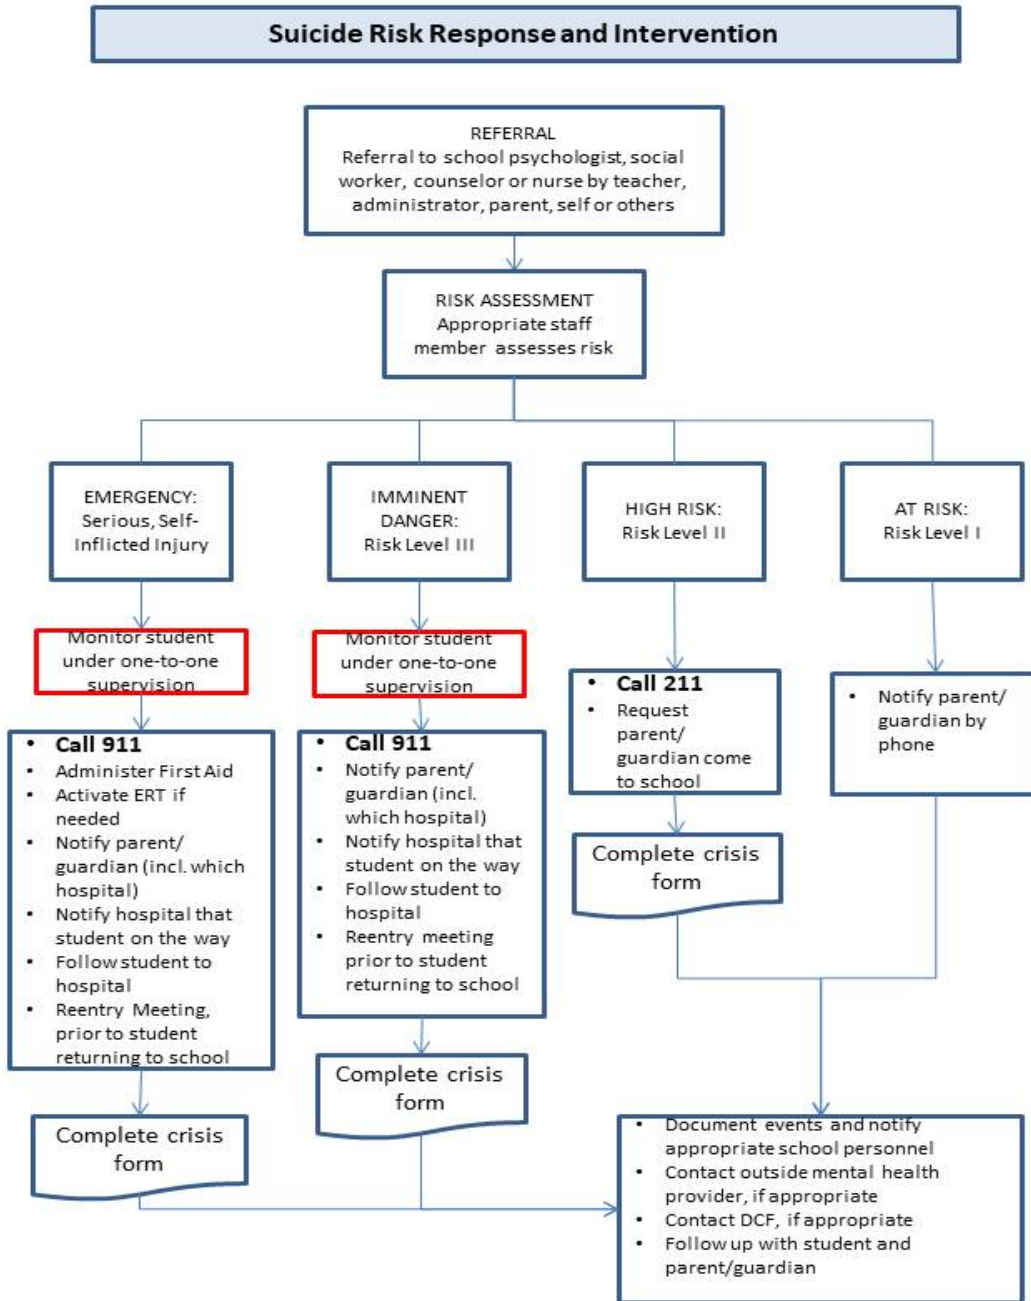 Suicide Risk Response and Intervention
REFERRAL
Referral to school psychologist, social
worker, counselor or nurse by teacher,
administrator, parent, self or others
RISK ASSESSMENT
Appropriate staff
member assesses risk
EMERGENCY:
Serious, Self-
Inflicted Injury
Monitor student
under one-to-one
supervision
• Call 911
• Administer First Aid
• Activate ERT if
needed
• Notify parent/
guardian (incl. which
hospital)
• Notify hospital that
student on the way
• Follow student to
hospital
• Reentry Meeting,
prior to student
returning to school
Complete crisis
form
IMMINENT
DANGER:
Risk Level III
Monitor student
under one-to-one
supervision
• Call 911
• Notify parent/
guardian (incl.
which hospital)
• Notify hospital that
student on the way
• Follow student to
hospital
• Reentry meeting
prior to student
returning to school
Complete crisis
form
HIGH RISK:
Risk Level II
• Call 211
• Request
parent/
guardian come
to school
Complete crisis
form
AT RISK:
Risk Level I
• Notify parent/
guardian by
phone
• Document events and notify
appropriate school personnel
• Contact outside mental health
provider, if appropriate
• Contact DCF, if appropriate
• Follow up with student and
parent/guardian